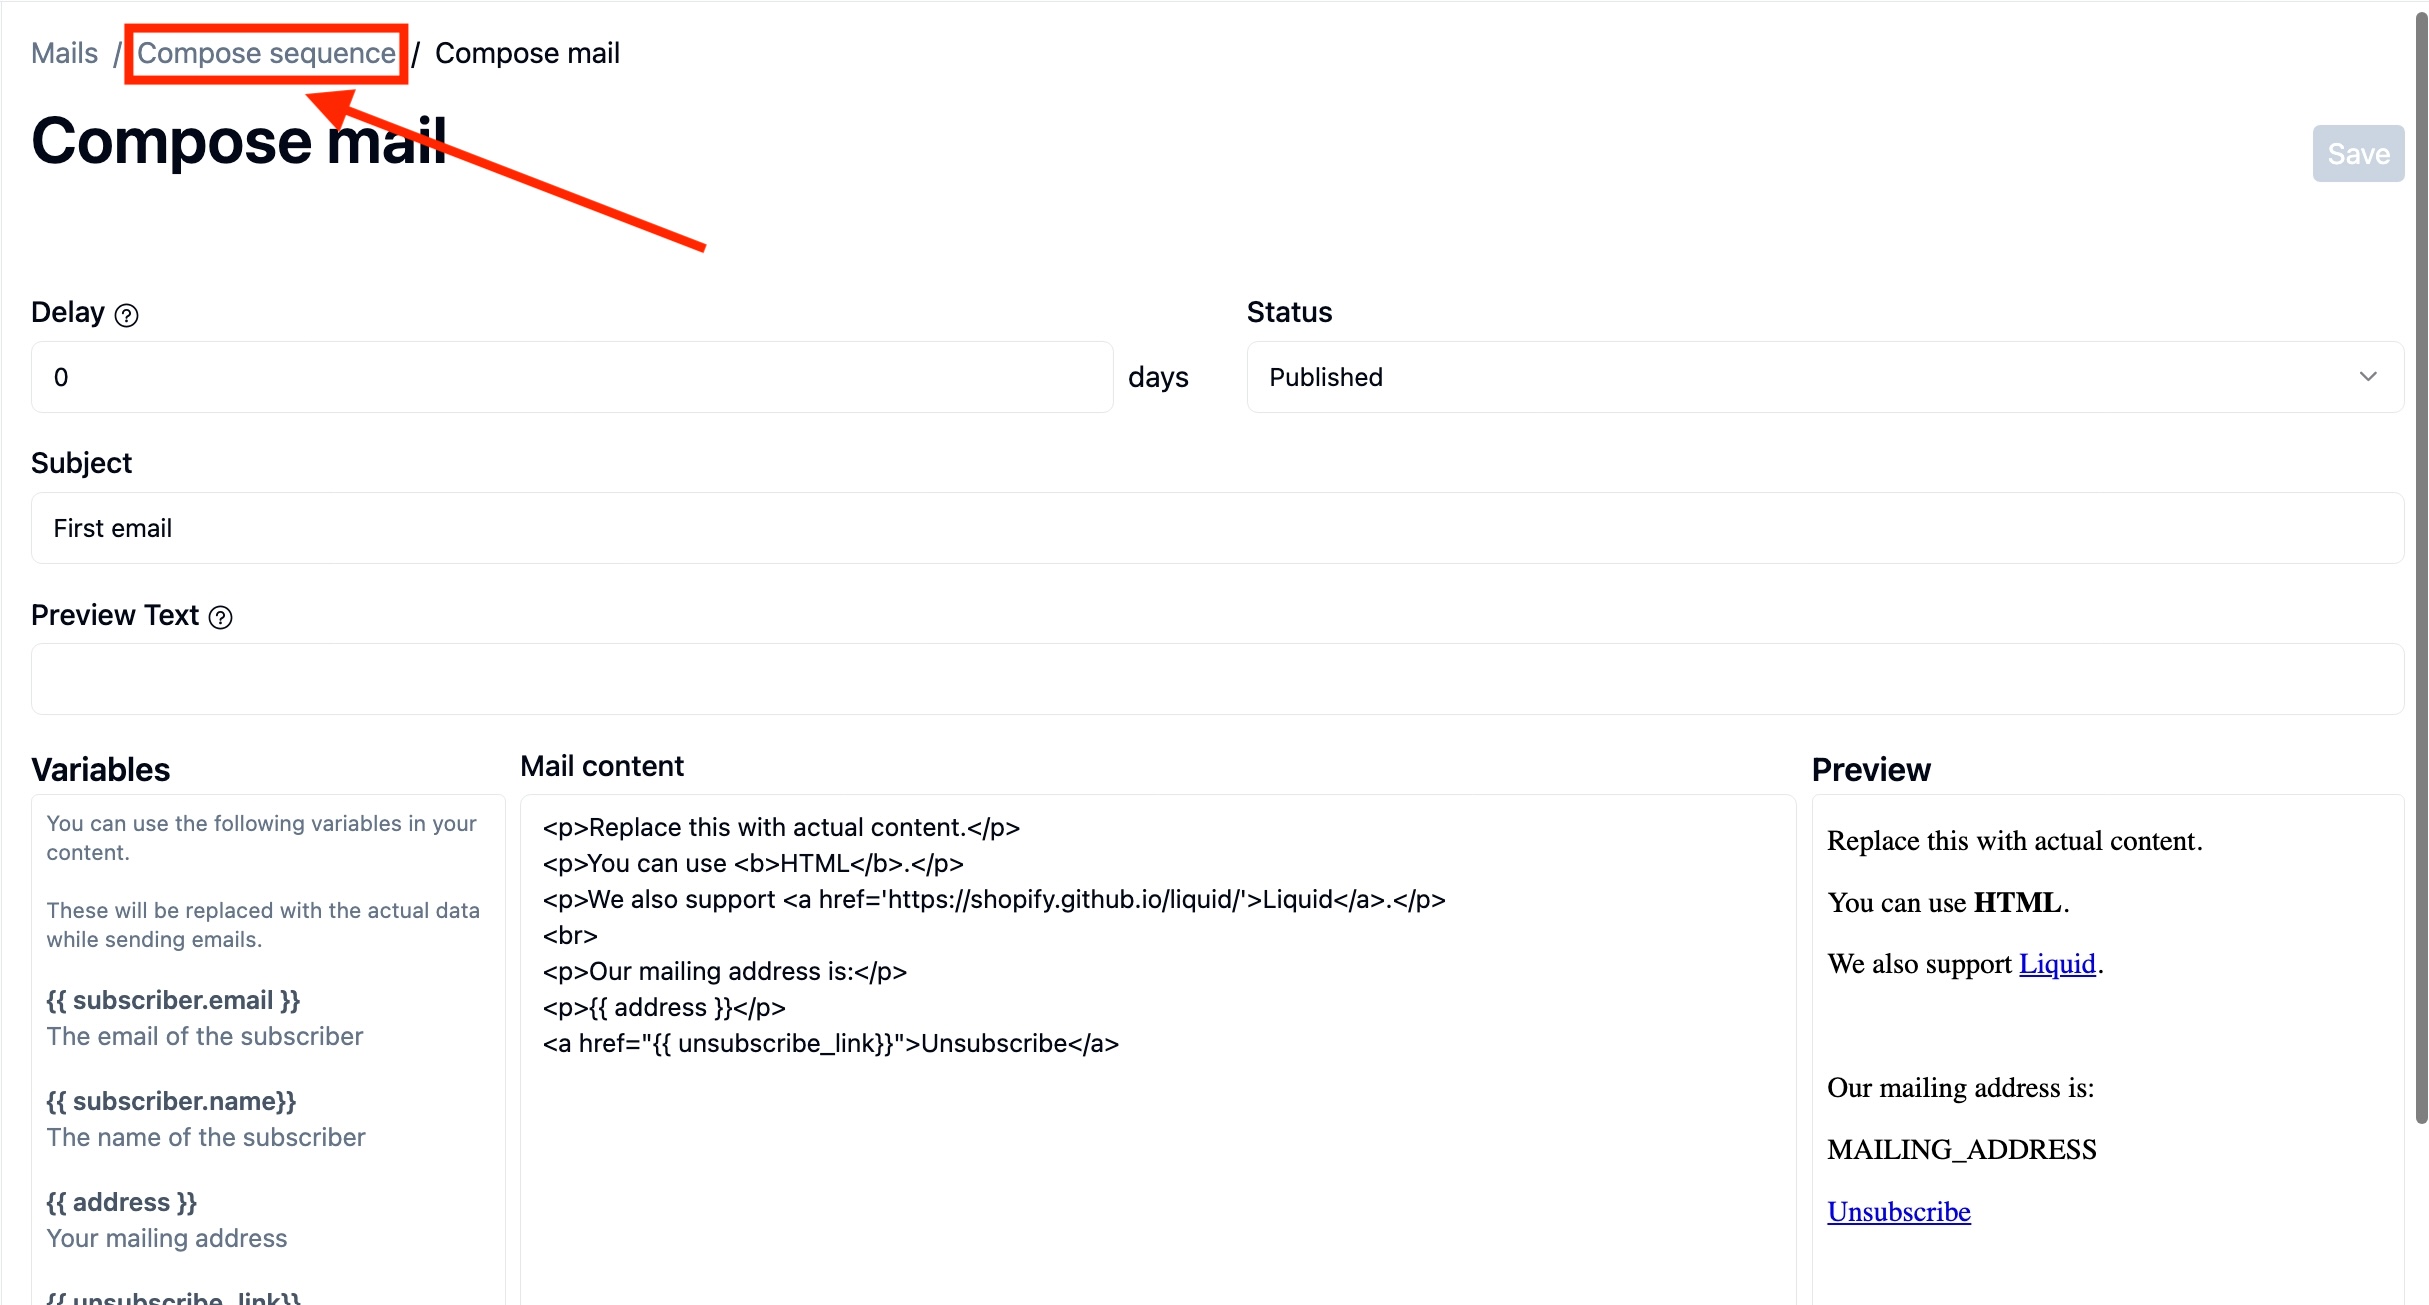 Mails / Compose sequence / Compose mail
Compose mail
Save
Delay ?
Status
0
days
Published
Subject
First email
Preview Text ?
Variables
You can use the following variables in your
content.
These will be replaced with the actual data
while sending emails.
{{ subscriber.email }}
The email of the subscriber
{{ subscriber.name}}
The name of the subscriber
{{ address }}
Your mailing address
{{ unsubscribe_link}}
Mail content
<p>Replace this with actual content.</p>
<p>You can use <b>HTML</b>.</p>
<p>We also support <a href='https://shopify.github.io/liquid/'>Liquid</a>.</p>
<br>
<p>Our mailing address is:</p>
<p>{{ address }}</p>
<a href="{{ unsubscribe_link}}">Unsubscribe</a>
Preview
Replace this with actual content.
You can use HTML.
We also support Liquid.
Our mailing address is:
MAILING_ADDRESS
Unsubscribe